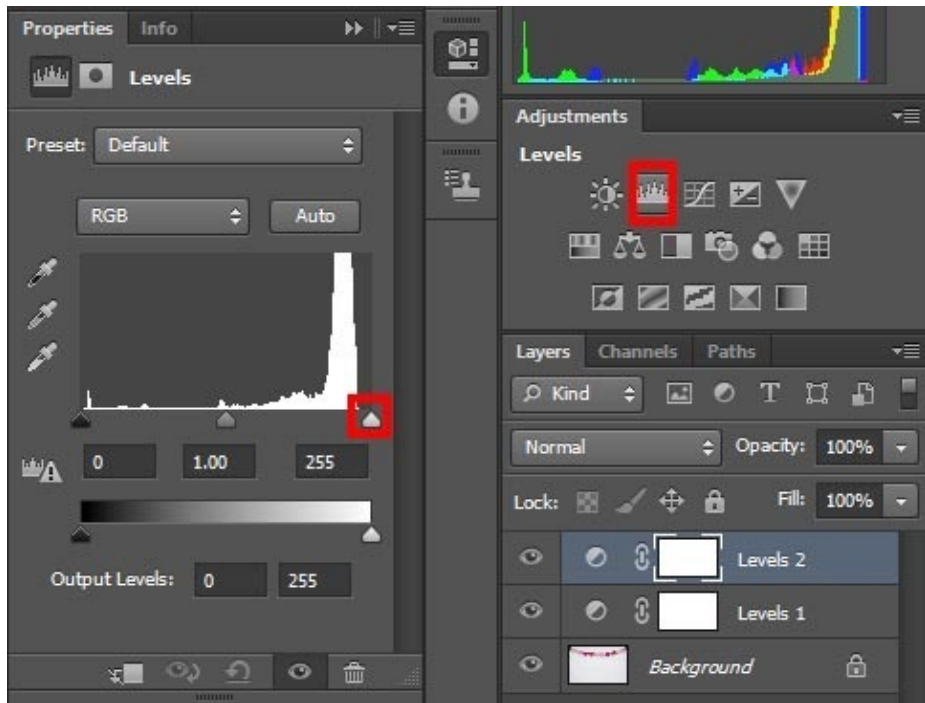 Properties Info
Levels
Preset: Default
RGB Auto
0 1.00 255
Output Levels: 0 255
Adjustments
Levels
Layers Channels Paths
Kind T
Normal Opacity: 100%
Lock: Fill: 100%
Levels 2
Levels 1
Background